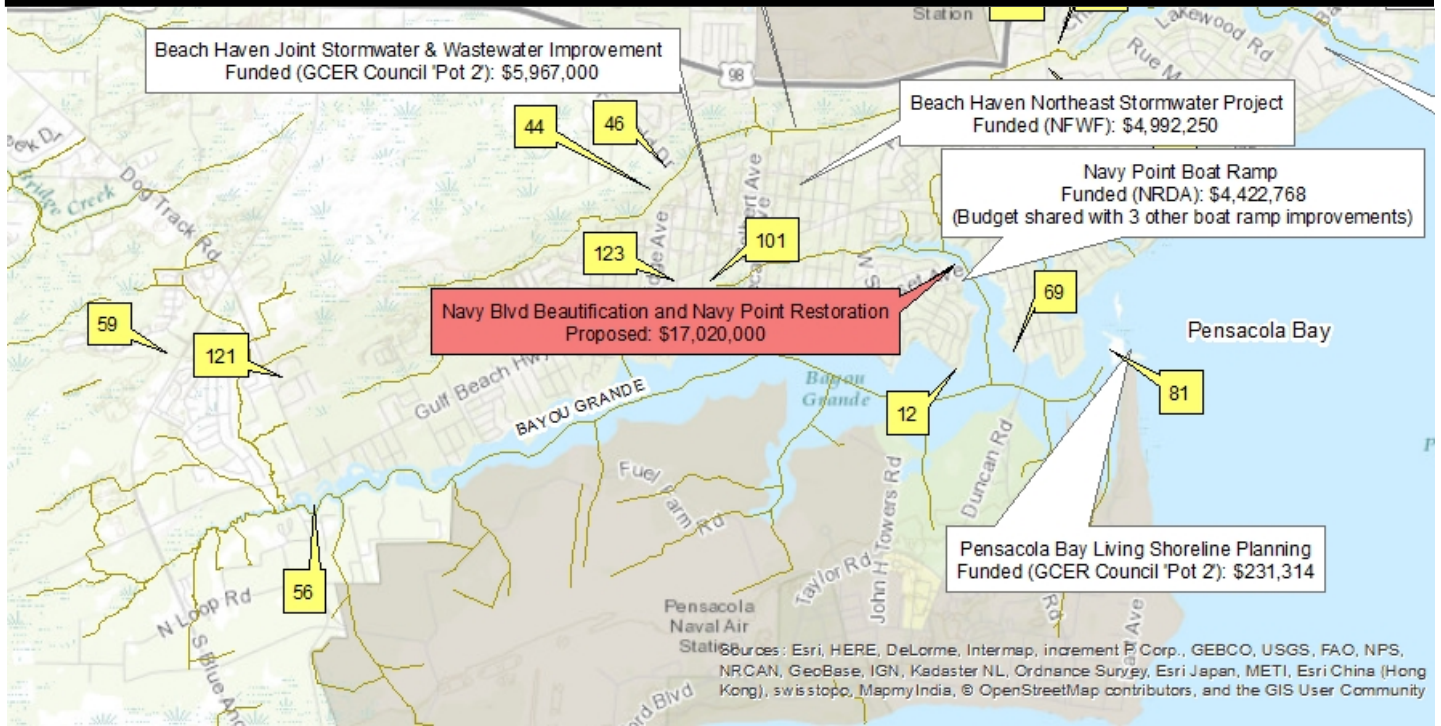 Station
Lakewood Rd
Rue M
Beach Haven Joint Stormwater & Wastewater Improvement
Funded (GCER Council 'Pot 2'): $5,967,000
98
Beach Haven Northeast Stormwater Project
Funded (NFWF): $4,992,250
44
46
Dr
Navy Point Boat Ramp
Funded (NRDA): $4,422,768
(Budget shared with 3 other boat ramp improvements)
Bridge Creek
Dog Track Rd
Ave
123
101
Navy Blvd Beautification and Navy Point Restoration
Proposed: $17,020,000
69
59
121
Pensacola Bay
Gulf Beach Hwy
BAYOU GRANDE
Bayou
Grande
12
81
Fuel Farm Rd
John H Towers Rd
Duncan Rd
Taylor Rd
Pensacola Bay Living Shoreline Planning
Funded (GCER Council 'Pot 2'): $231,314
56
N Loop Rd
S Blue An
Pensacola
Naval Air
Station
Rd
Ave
Blvd
Sources: Esri, HERE, DeLorme, Intermap, increment P Corp., GEBCO, USGS, FAO, NPS,
NRCAN, GeoBase, IGN, Kadaster NL, Ordnance Survey, Esri Japan, METI, Esri China (Hong
Kong), swisstopo, MapmyIndia, © OpenStreetMap contributors, and the GIS User Community